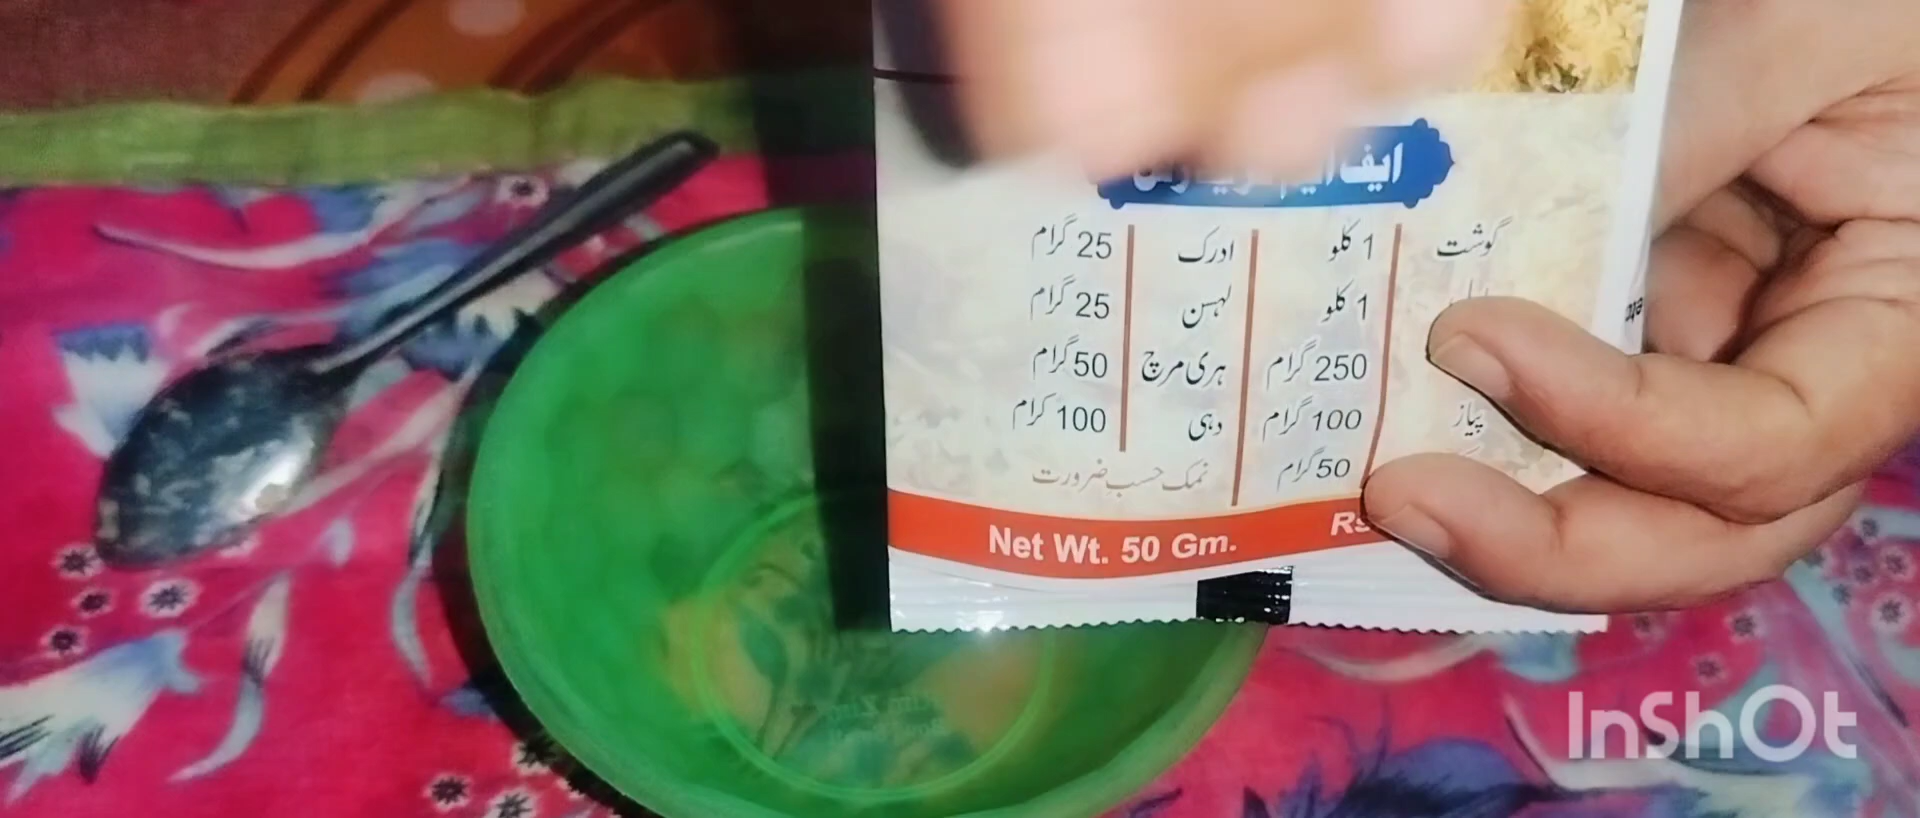 ایف ایم
گوشت 1 کلو ادرک 25 گرام
1 کلو لہسن 25 گرام
250 گرام ہری مرچ 50 گرام
پیاز 100 گرام دہی 100 گرام
50 گرام نمک حسب ضرورت
Net Wt. 50 Gm. Rs
InShOt